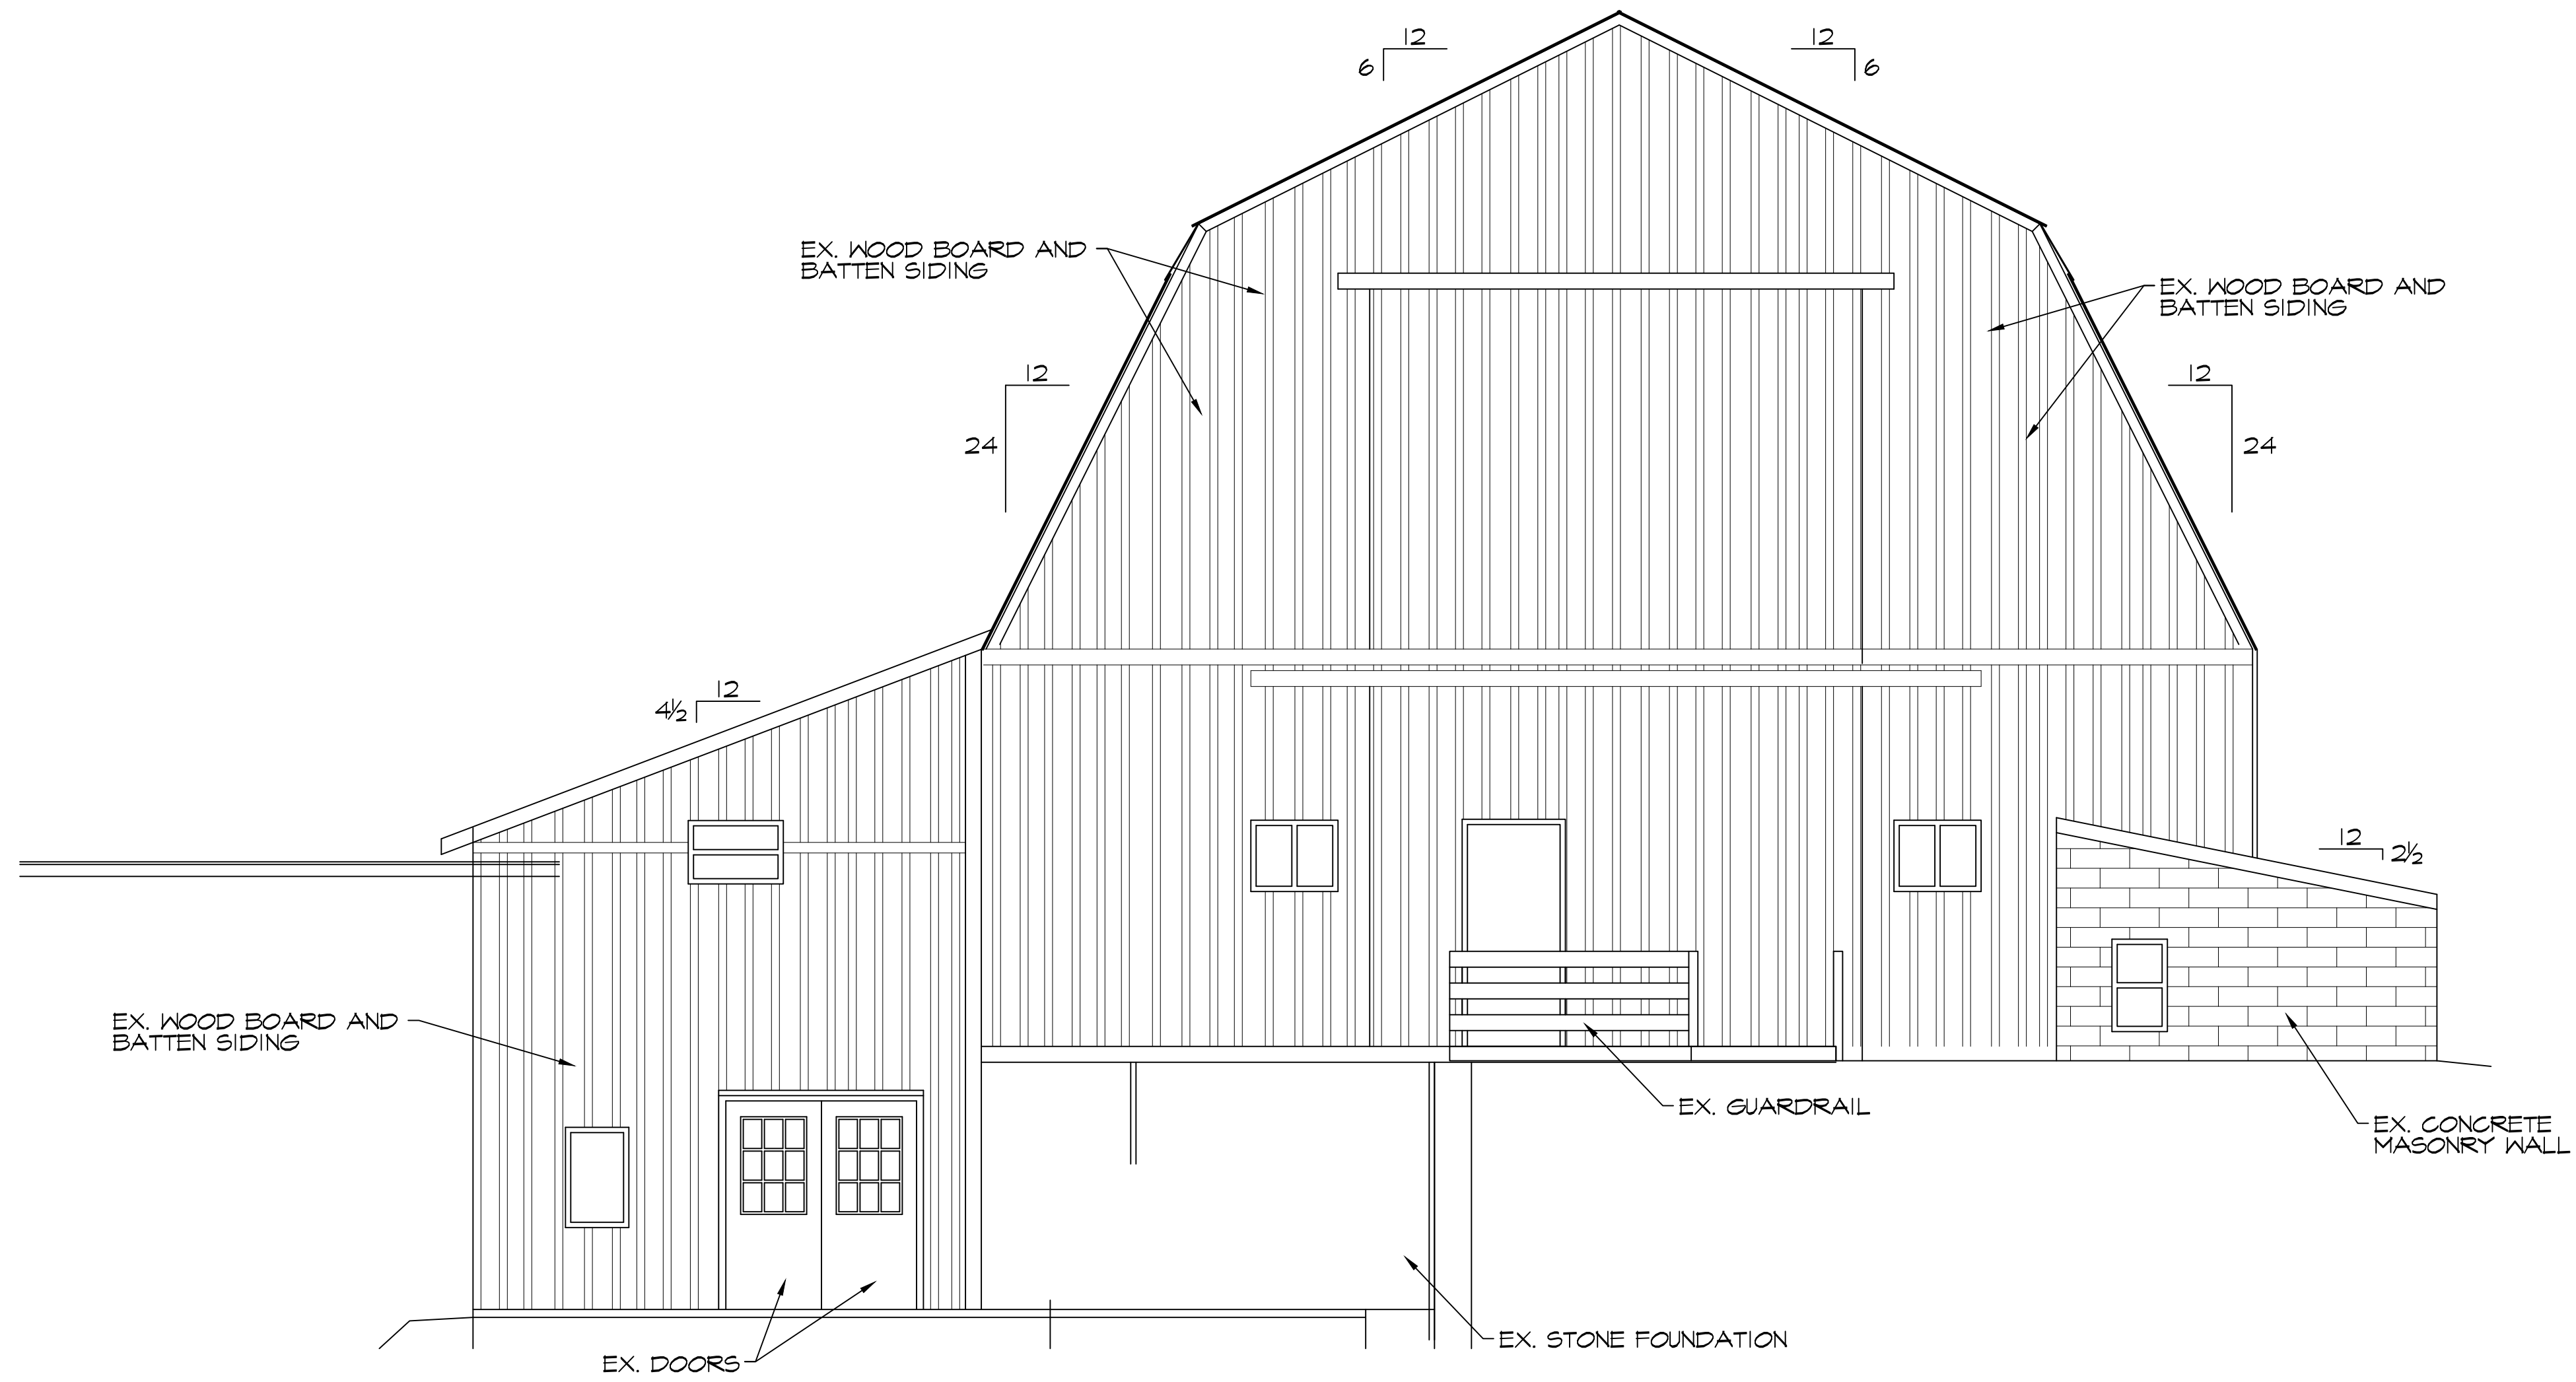 12
6
12
6
EX. WOOD BOARD AND
BATTEN SIDING
EX. WOOD BOARD AND
BATTEN SIDING
12
24
12
24
12
4½
12
2½
EX. WOOD BOARD AND
BATTEN SIDING
EX. GUARDRAIL
EX. CONCRETE
MASONRY WALL
EX. STONE FOUNDATION
EX. DOORS